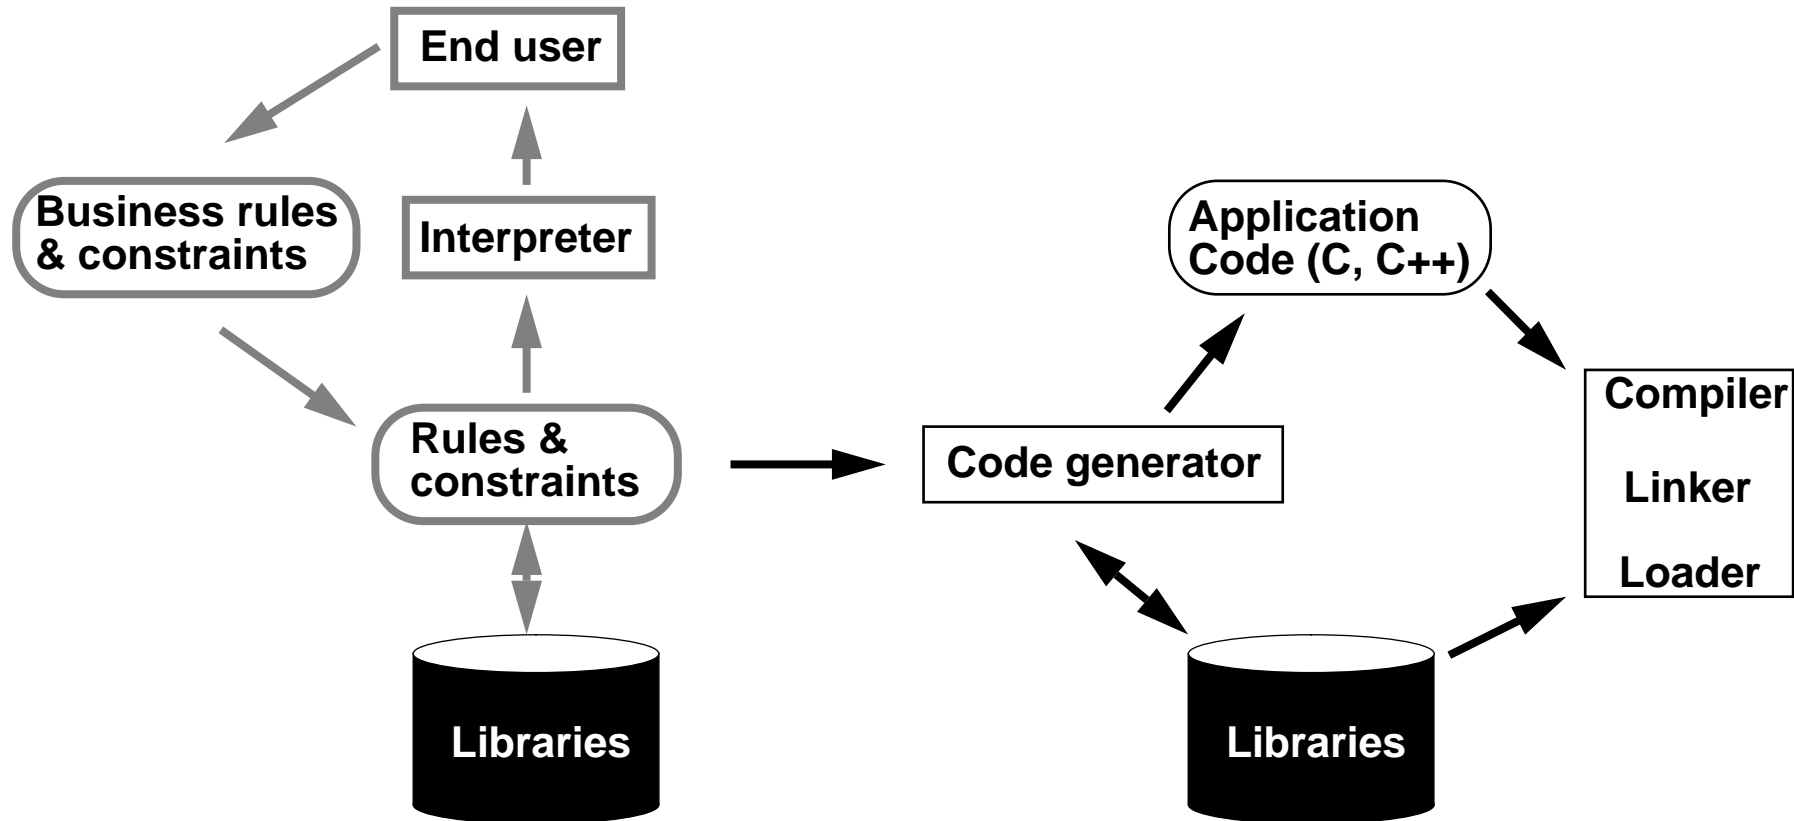 End user
Business rules
& constraints
Interpreter
Application
Code (C, C++)
Rules &
constraints
Code generator
Compiler
Linker
Loader
Libraries
Libraries